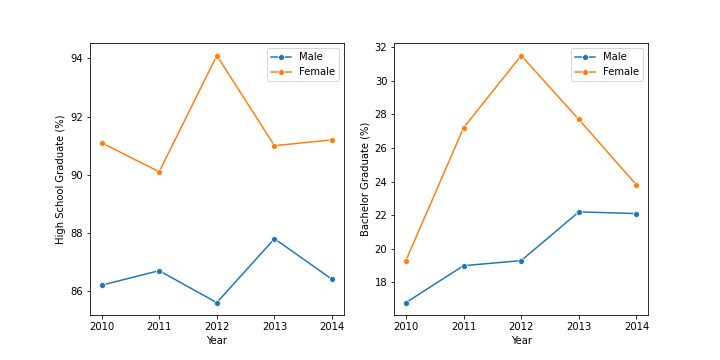 High School Graduate (%)
94
92
90
88
86
2010 2011 2012 2013 2014
Year
Male
Female
Bachelor Graduate (%)
32
30
28
26
24
22
20
18
2010 2011 2012 2013 2014
Year
Male
Female